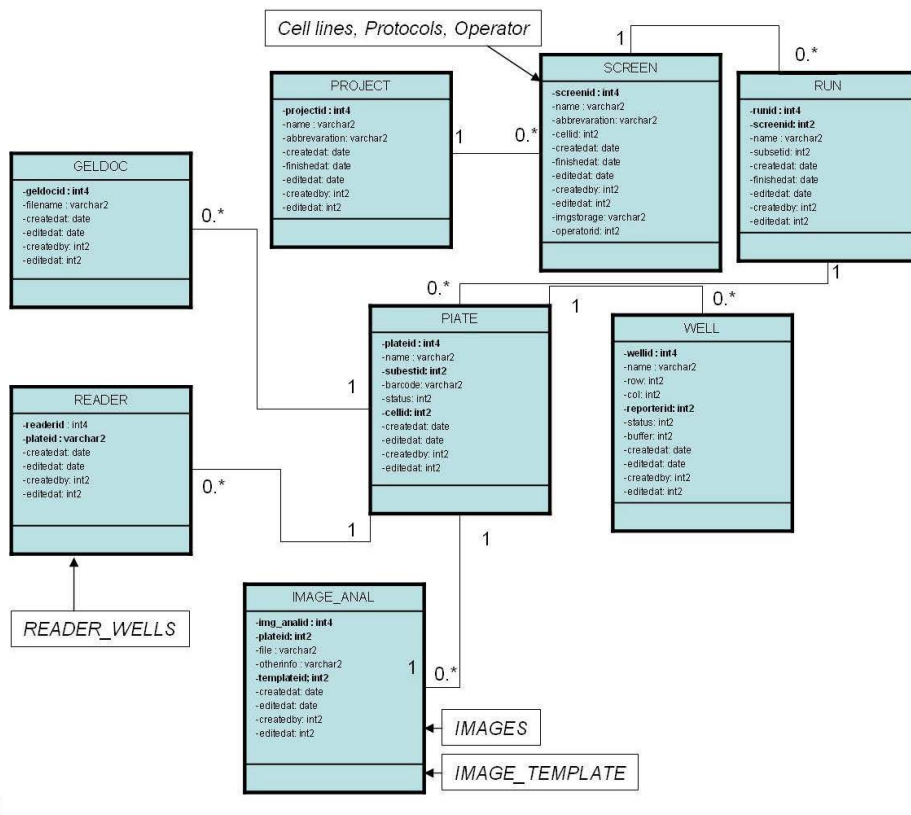 Cell lines, Protocols, Operator
1
0.*
PROJECT
-projectid : int4
-name : varchar2
-abbrevaration: varchar2
-createdat: date
-finishedat: date
-editedat: date
-createdby: int2
-editedat: int2
1
0.*
SCREEN
-screenid: int4
-name : varchar2
-abbrevaration: varchar2
-cellid: int2
-createdat: date
-finishedat: date
-editedat: date
-createdby: int2
-editedat: int2
-imgstorage: varchar2
-operatorid: int2
RUN
-runid: int4
-screenid: int2
-name : varchar2
-subsetid: int2
-createdat: date
-finishedat: date
-editedat: date
-createdby: int2
-editedat: int2
GELDOC
-geldocid : int4
-filename : varchar2
-createdat: date
-editedat: date
-createdby: int2
-editedat: int2
0.*
1
0.*
1
1
0.*
PIATE
-plateid: int4
-name : varchar2
-subestid: int2
-barcode: varchar2
-status: int2
-cellid: int2
-createdat: date
-editedat: date
-createdby: int2
-editedat: int2
WELL
-wellid : int4
-name : varchar2
-row: int2
-col: int2
-reporterid: int2
-status: int2
-buffer: int2
-createdat: date
-editedat: date
-createdby: int2
-editedat: int2
READER
-readerid : int4
-plateid : varchar2
-createdat: date
-editedat: date
-createdby: int2
-editedat: int2
0.*
1
1
READER_WELLS
IMAGE_ANAL
-img_analid : int4
-plateid: int2
-file : varchar2
-otherinfo : varchar2
-templateid; int2
-createdat: date
-editedat: date
-createdby: int2
-editedat: int2
1
0.*
IMAGES
IMAGE_TEMPLATE